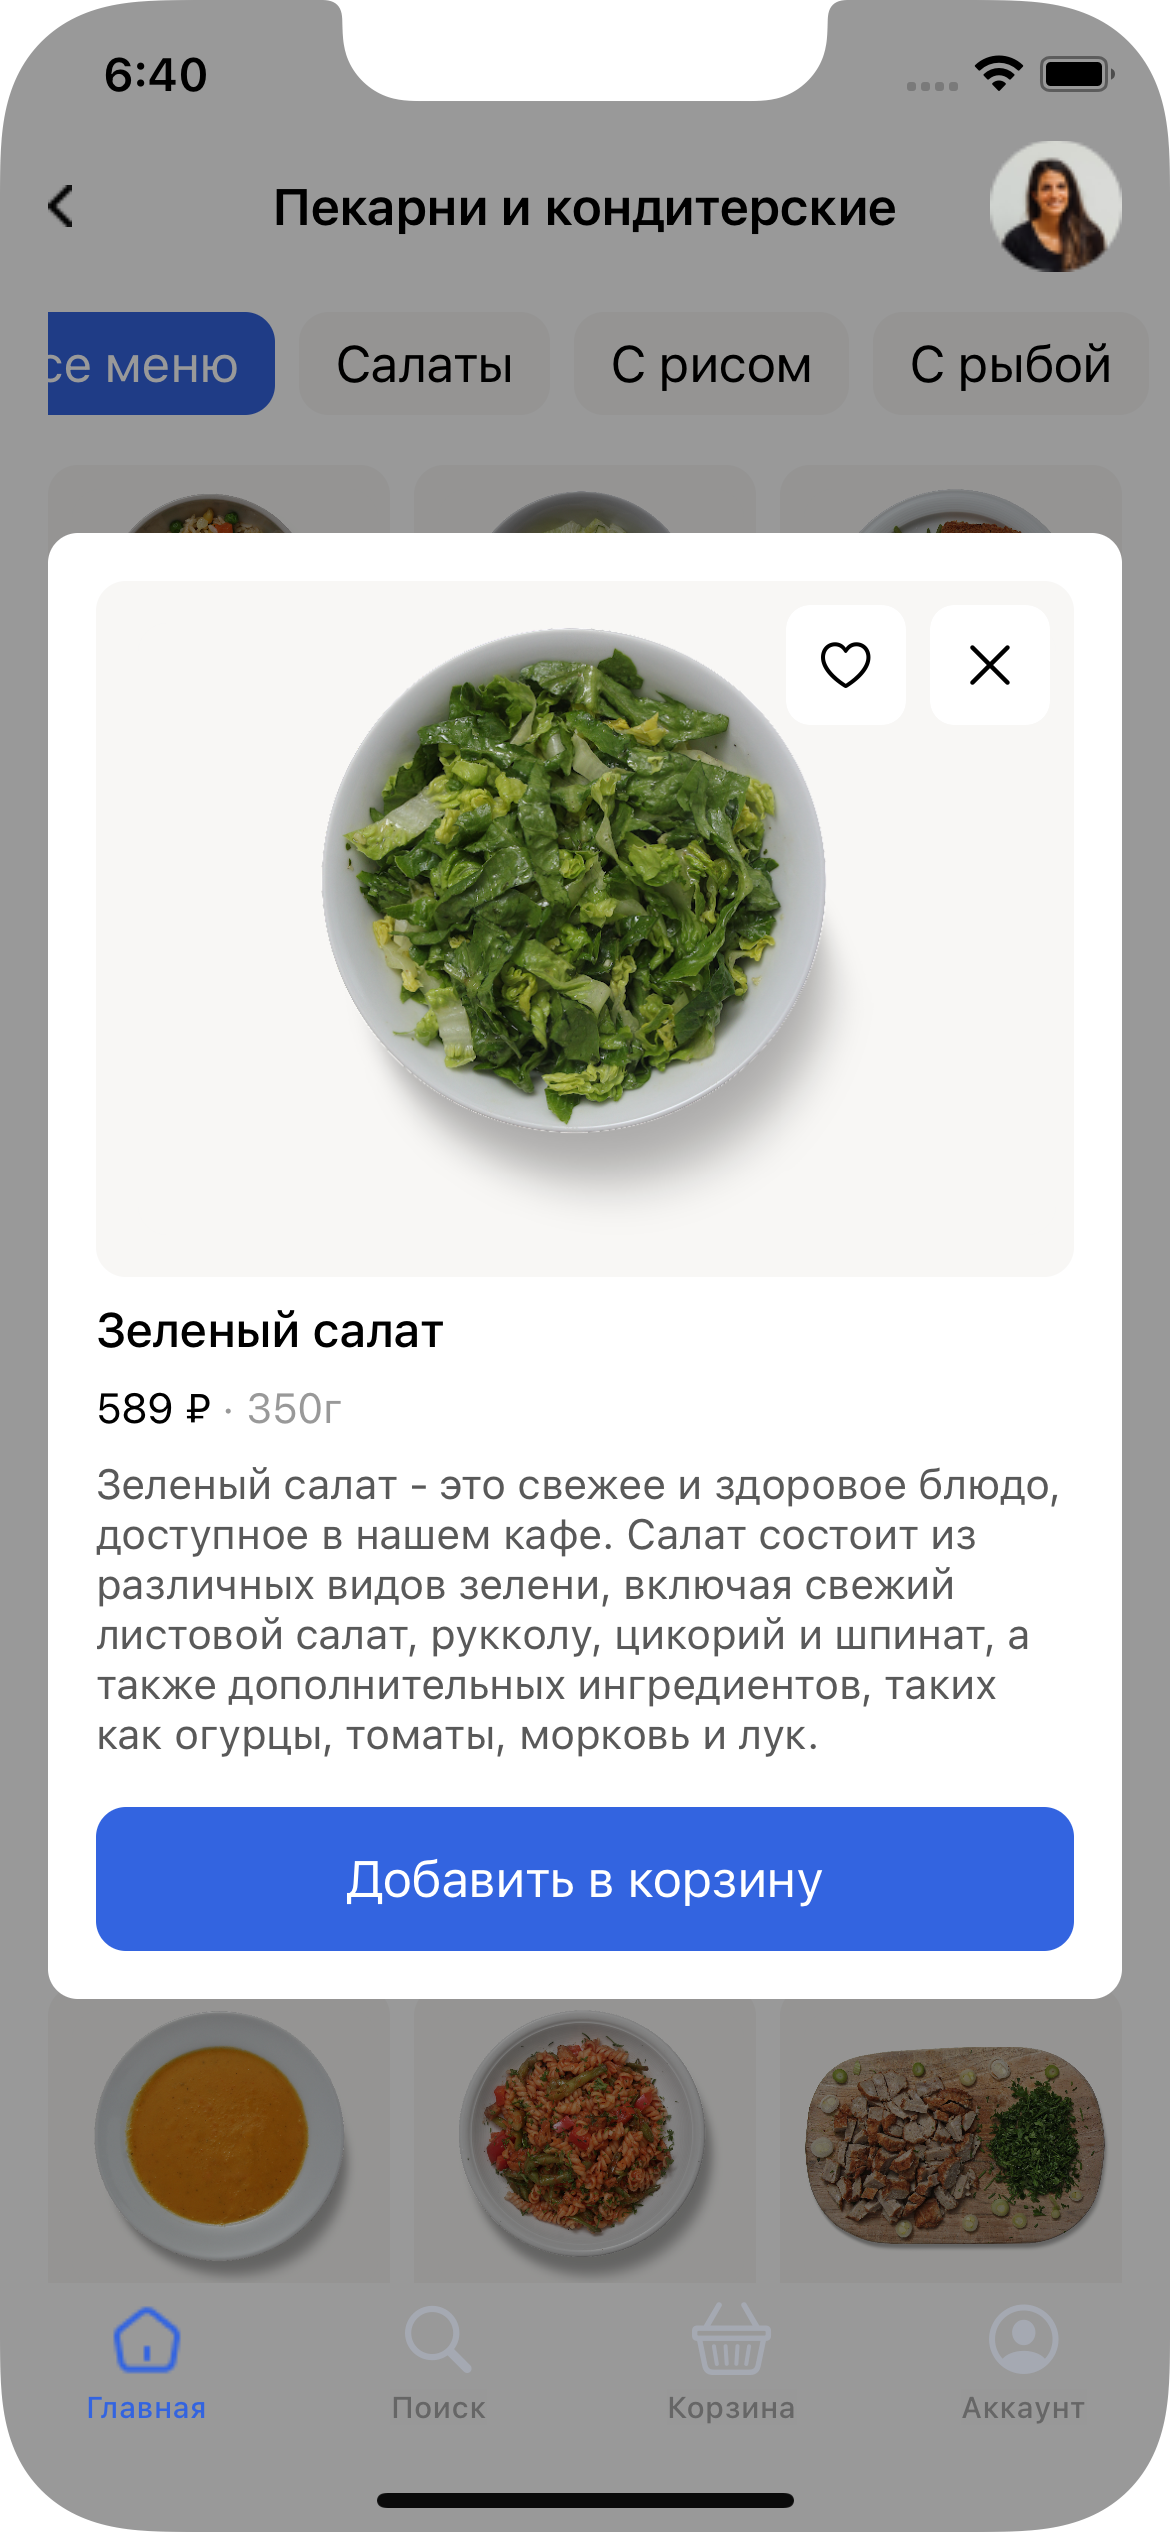 6:40
Пекарни и кондитерские
се меню
Салаты
С рисом
С рыбой
Зеленый салат
589 ₽ · 350г
Зеленый салат - это свежее и здоровое блюдо,
доступное в нашем кафе. Салат состоит из
различных видов зелени, включая свежий
листовой салат, рукколу, цикорий и шпинат, а
также дополнительных ингредиентов, таких
как огурцы, томаты, морковь и лук.
Добавить в корзину
Главная
Поиск
Корзина
Аккаунт